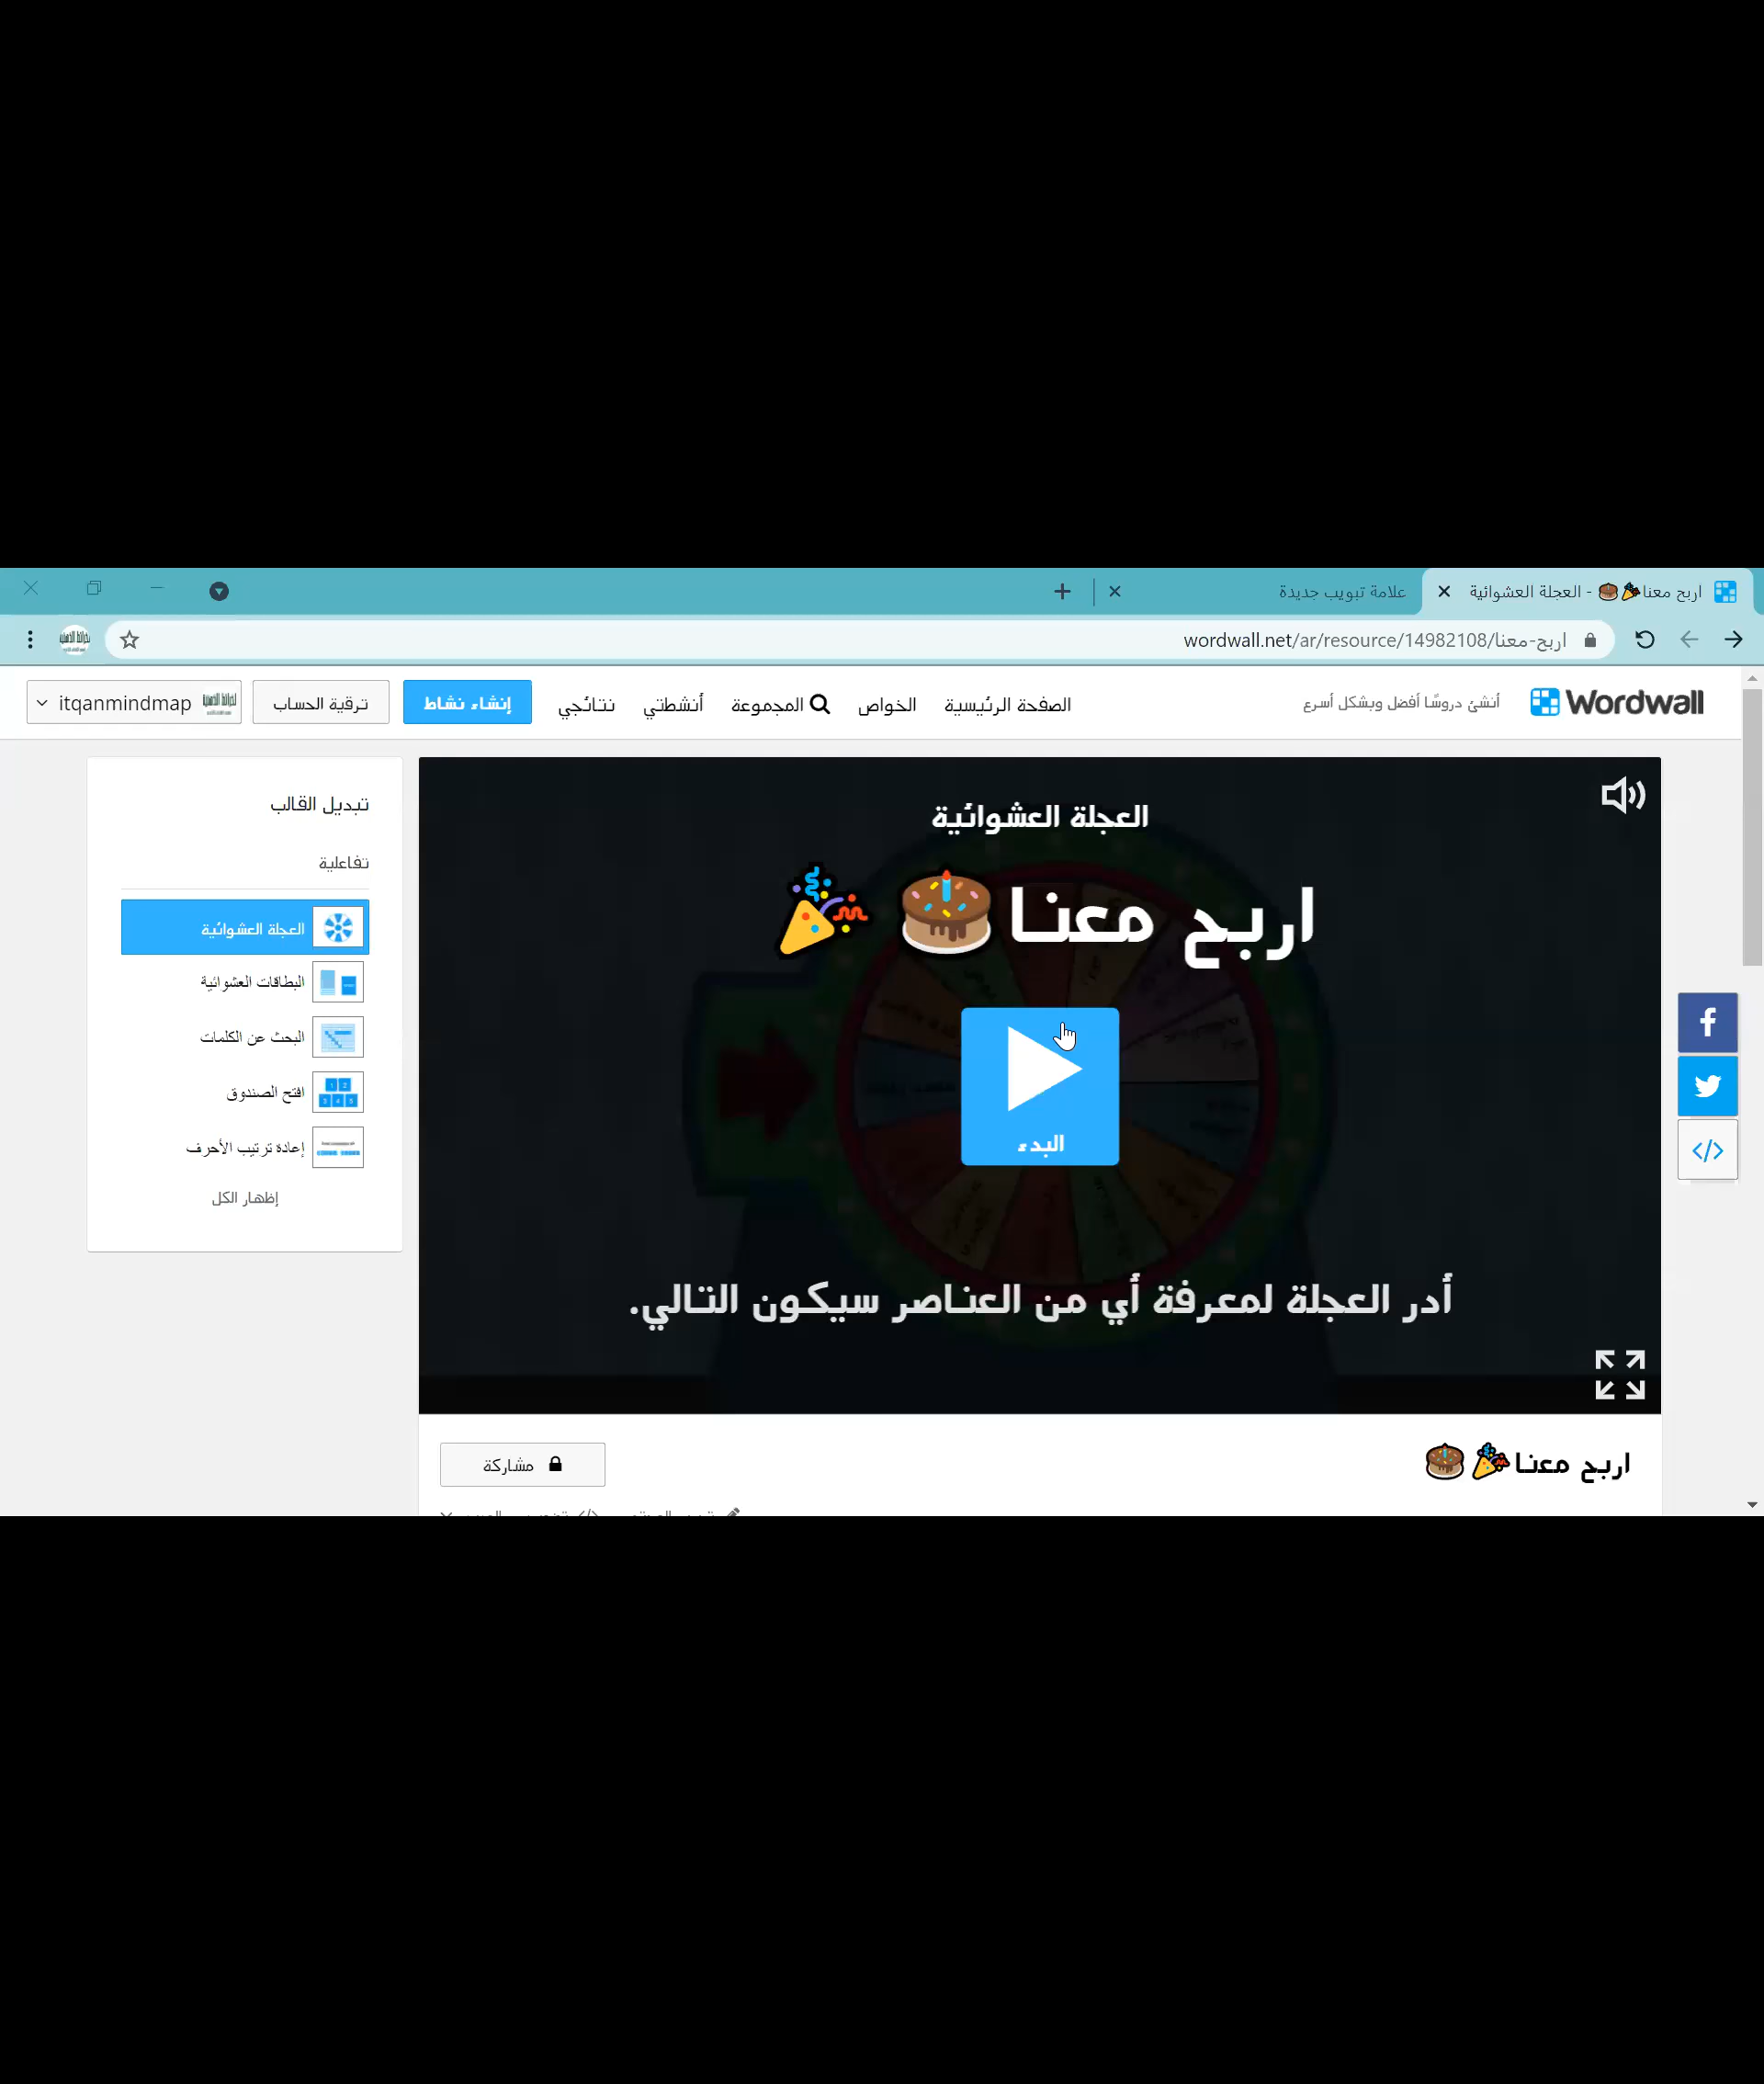 اربح معنا🎉🎂 - العجلة العشوائية
علامة تبويب جديدة
wordwall.net/ar/resource/14982108/اربح-معنا
Wordwall
أنشئ دروسًا أفضل وبشكل أسرع
الصفحة الرئيسية
الخواص
المجموعة
أنشطتي
نتائجي
إنشاء نشاط
ترقية الحساب
itqanmindmap
العجلة العشوائية
اربح معنا🎂 🎉
البدء
أدر العجلة لمعرفة أي من العناصر سيكون التالي.
تبديل القالب
تفاعلية
العجلة العشوائية
البطاقات العشوائية
البحث عن الكلمات
افتح الصندوق
إعادة ترتيب الأحرف
إظهار الكل
اربح معنا🎉🎂
مشاركة